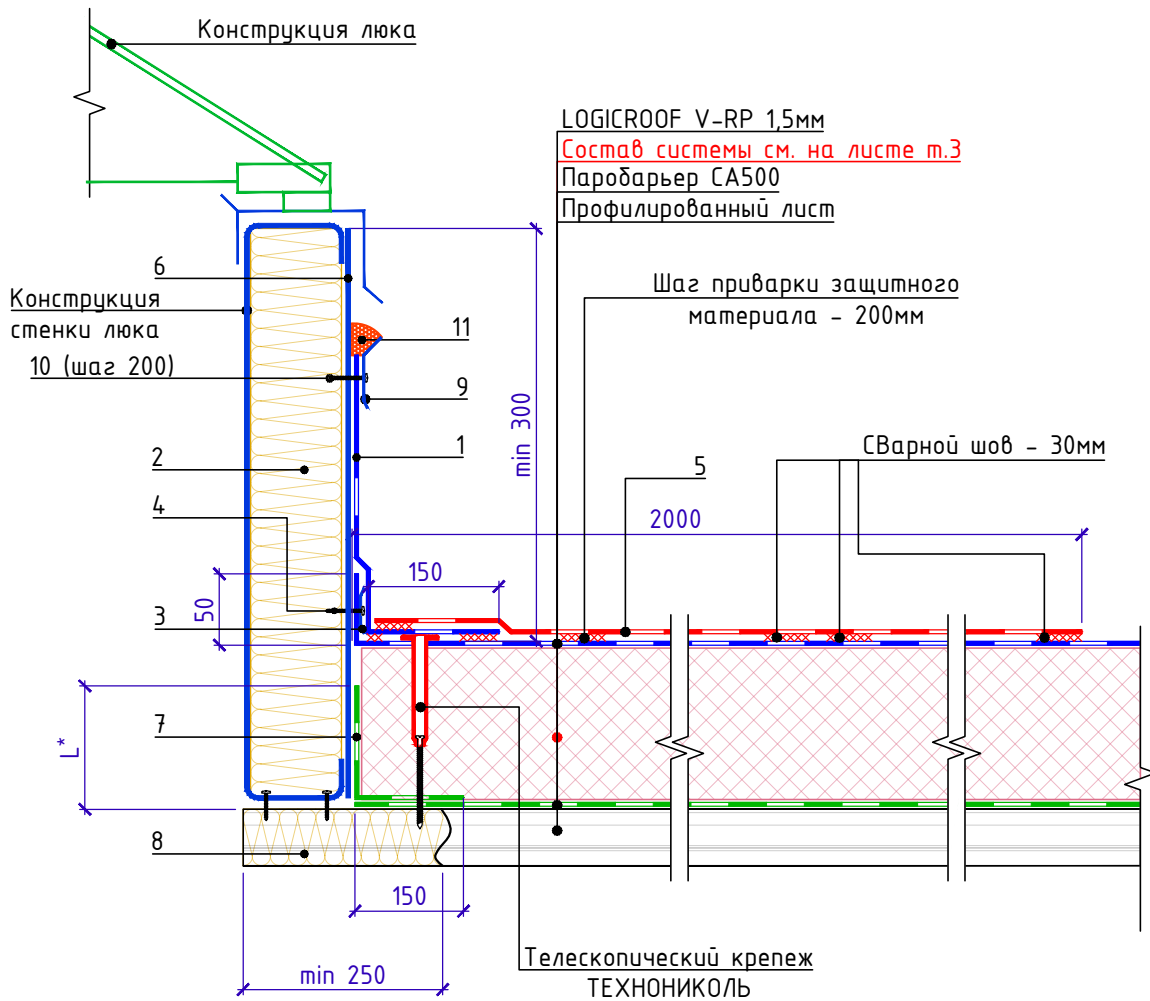 Конструкция люка
LOGICROOF V-RP 1,5мм
Состав системы см. на листе т.3
Паробарьер СА500
Профилированный лист
6
Шаг приварки защитного
материала - 200мм
Конструкция
стенки люка
11
10 (шаг 200)
9
min 300
1
2
5
СВарной шов - 30мм
4
2000
150
50
3
7
L*
8
150
min 250
Телескопический крепеж
ТЕХНОНИКОЛЬ